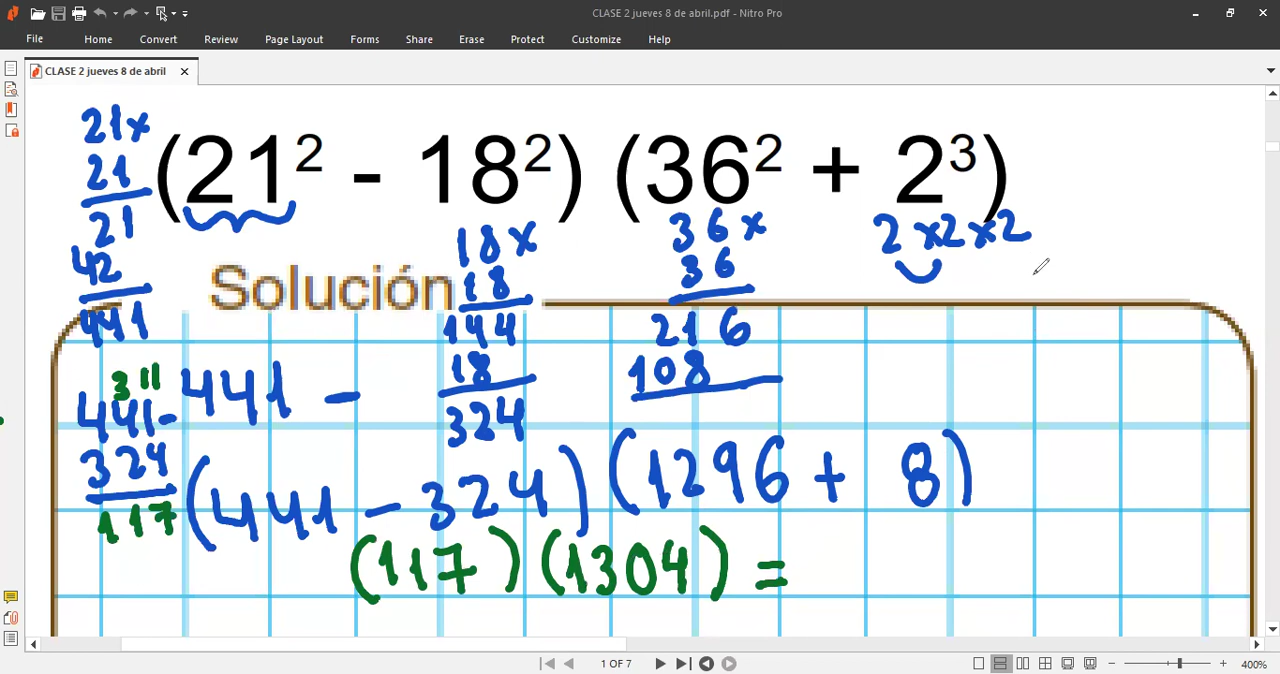 CLASE 2 jueves 8 de abril.pdf - Nitro Pro
File Home Convert Review Page Layout Forms Share Erase Protect Customize Help
CLASE 2 jueves 8 de abril
(21² - 18²) (36² + 2³)
21x
21
21
42
441
18x
18
144
18
324
36x
36
216
108
2x2x2
Solución
441 -
3 11
441-
324
117
(441 - 324) (1296 + 8)
(117) (1304) =
1 OF 7
400%